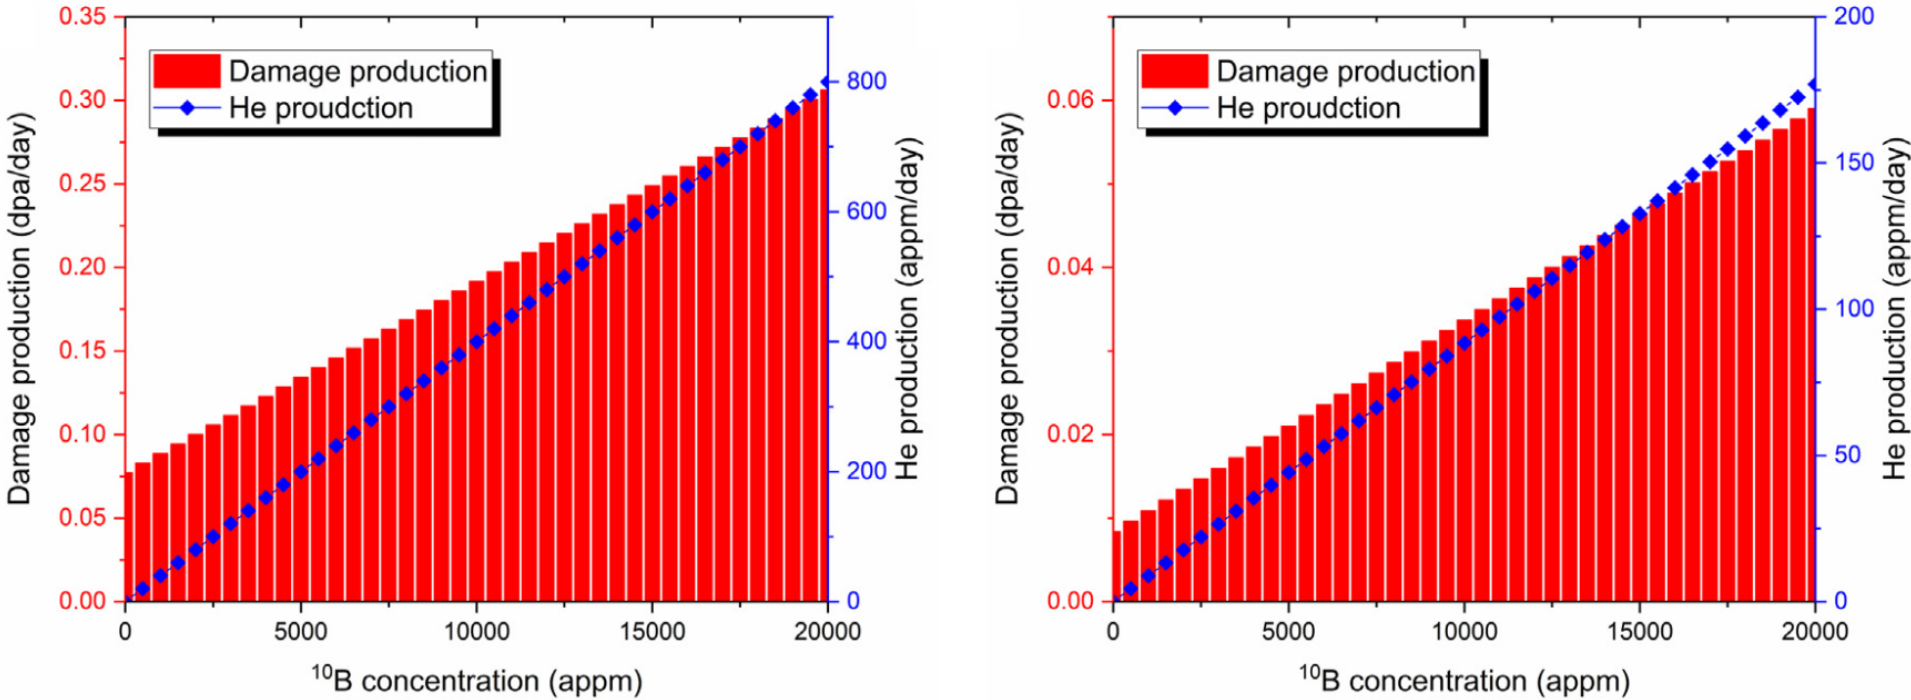 Damage production
He proudction
Damage production (dpa/day)
0.35
0.30
0.25
0.20
0.15
0.10
0.05
0.00
800
600
400
200
0
He production (appm/day)
0 5000 10000 15000 20000
¹⁰B concentration (appm)
Damage production
He proudction
Damage production (dpa/day)
0.06
0.04
0.02
0.00
200
150
100
50
0
He production (appm/day)
0 5000 10000 15000 20000
¹⁰B concentration (appm)